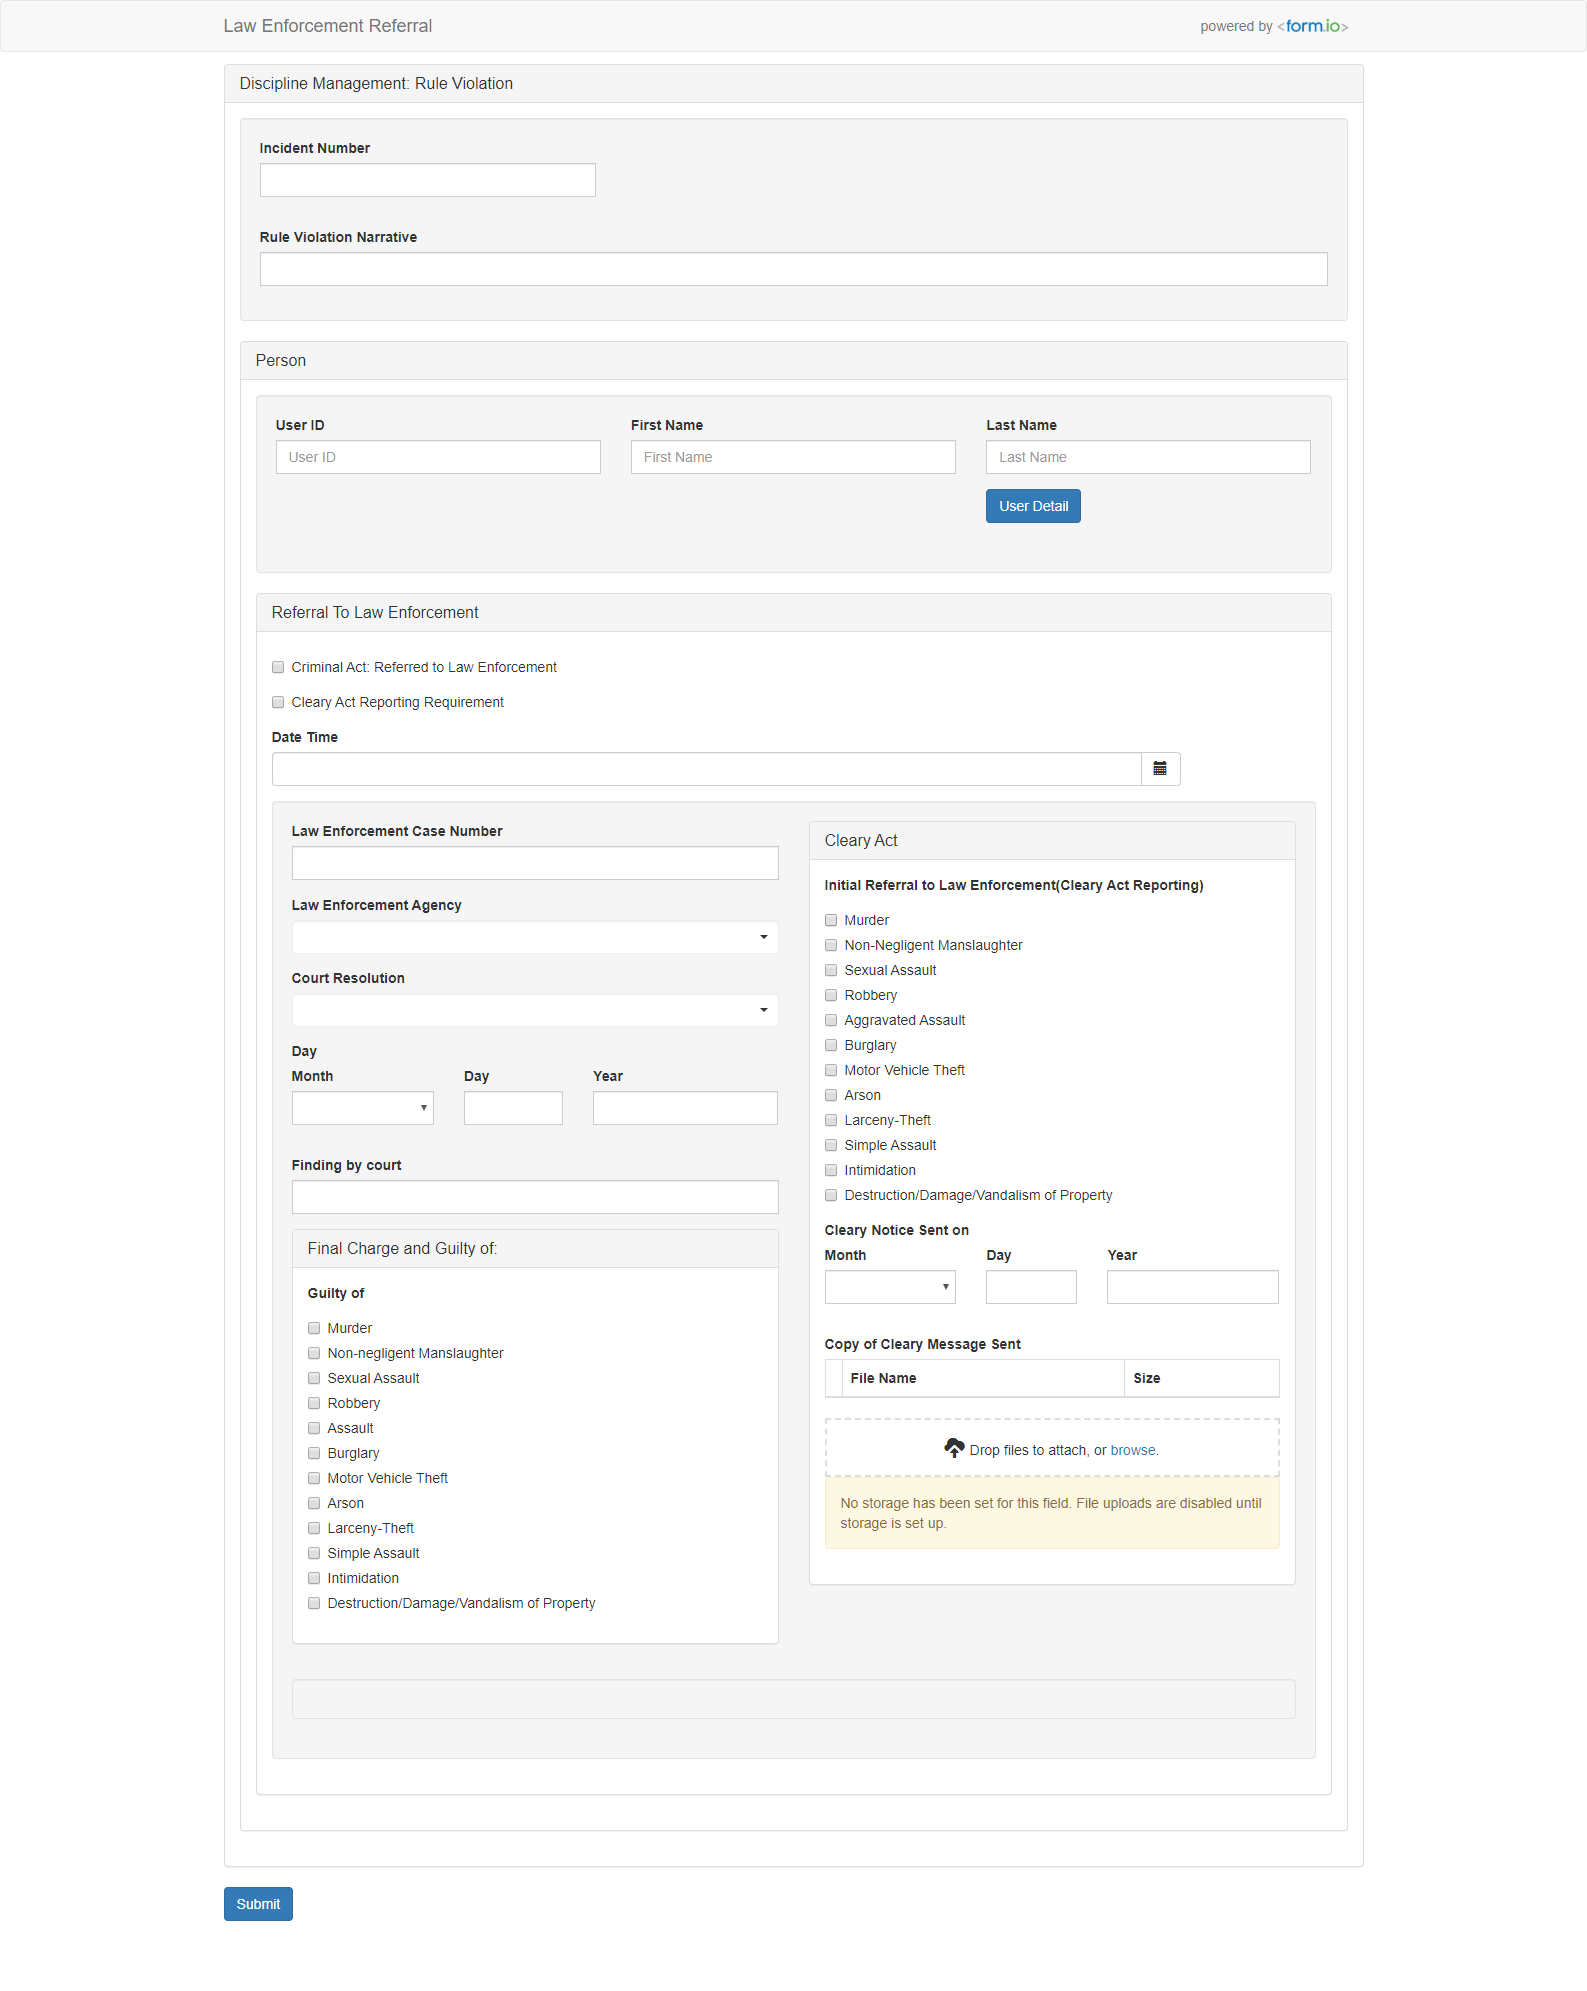 Law Enforcement Referral
powered by <form.io>
Discipline Management: Rule Violation
Incident Number
Rule Violation Narrative
Person
User ID First Name Last Name
User ID First Name Last Name
User Detail
Referral To Law Enforcement
Criminal Act: Referred to Law Enforcement
Cleary Act Reporting Requirement
Date Time
Law Enforcement Case Number
Law Enforcement Agency
Court Resolution
Day
Month Day Year
Finding by court
Final Charge and Guilty of:
Guilty of
Murder
Non-negligent Manslaughter
Sexual Assault
Robbery
Assault
Burglary
Motor Vehicle Theft
Arson
Larceny-Theft
Simple Assault
Intimidation
Destruction/Damage/Vandalism of Property
Cleary Act
Initial Referral to Law Enforcement(Cleary Act Reporting)
Murder
Non-Negligent Manslaughter
Sexual Assault
Robbery
Aggravated Assault
Burglary
Motor Vehicle Theft
Arson
Larceny-Theft
Simple Assault
Intimidation
Destruction/Damage/Vandalism of Property
Cleary Notice Sent on
Month Day Year
Copy of Cleary Message Sent
File Name Size
Drop files to attach, or browse.
No storage has been set for this field. File uploads are disabled until
storage is set up.
Submit